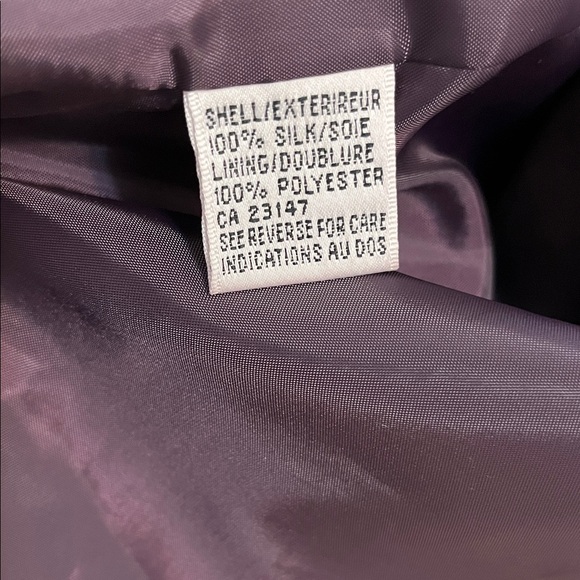 SHELL/EXTERIREUR
100% SILK/SOIE
LINING/DOUBLURE
100% POLYESTER
CA 23147
SEE REVERSE FOR CARE
INDICATIONS AU DOS